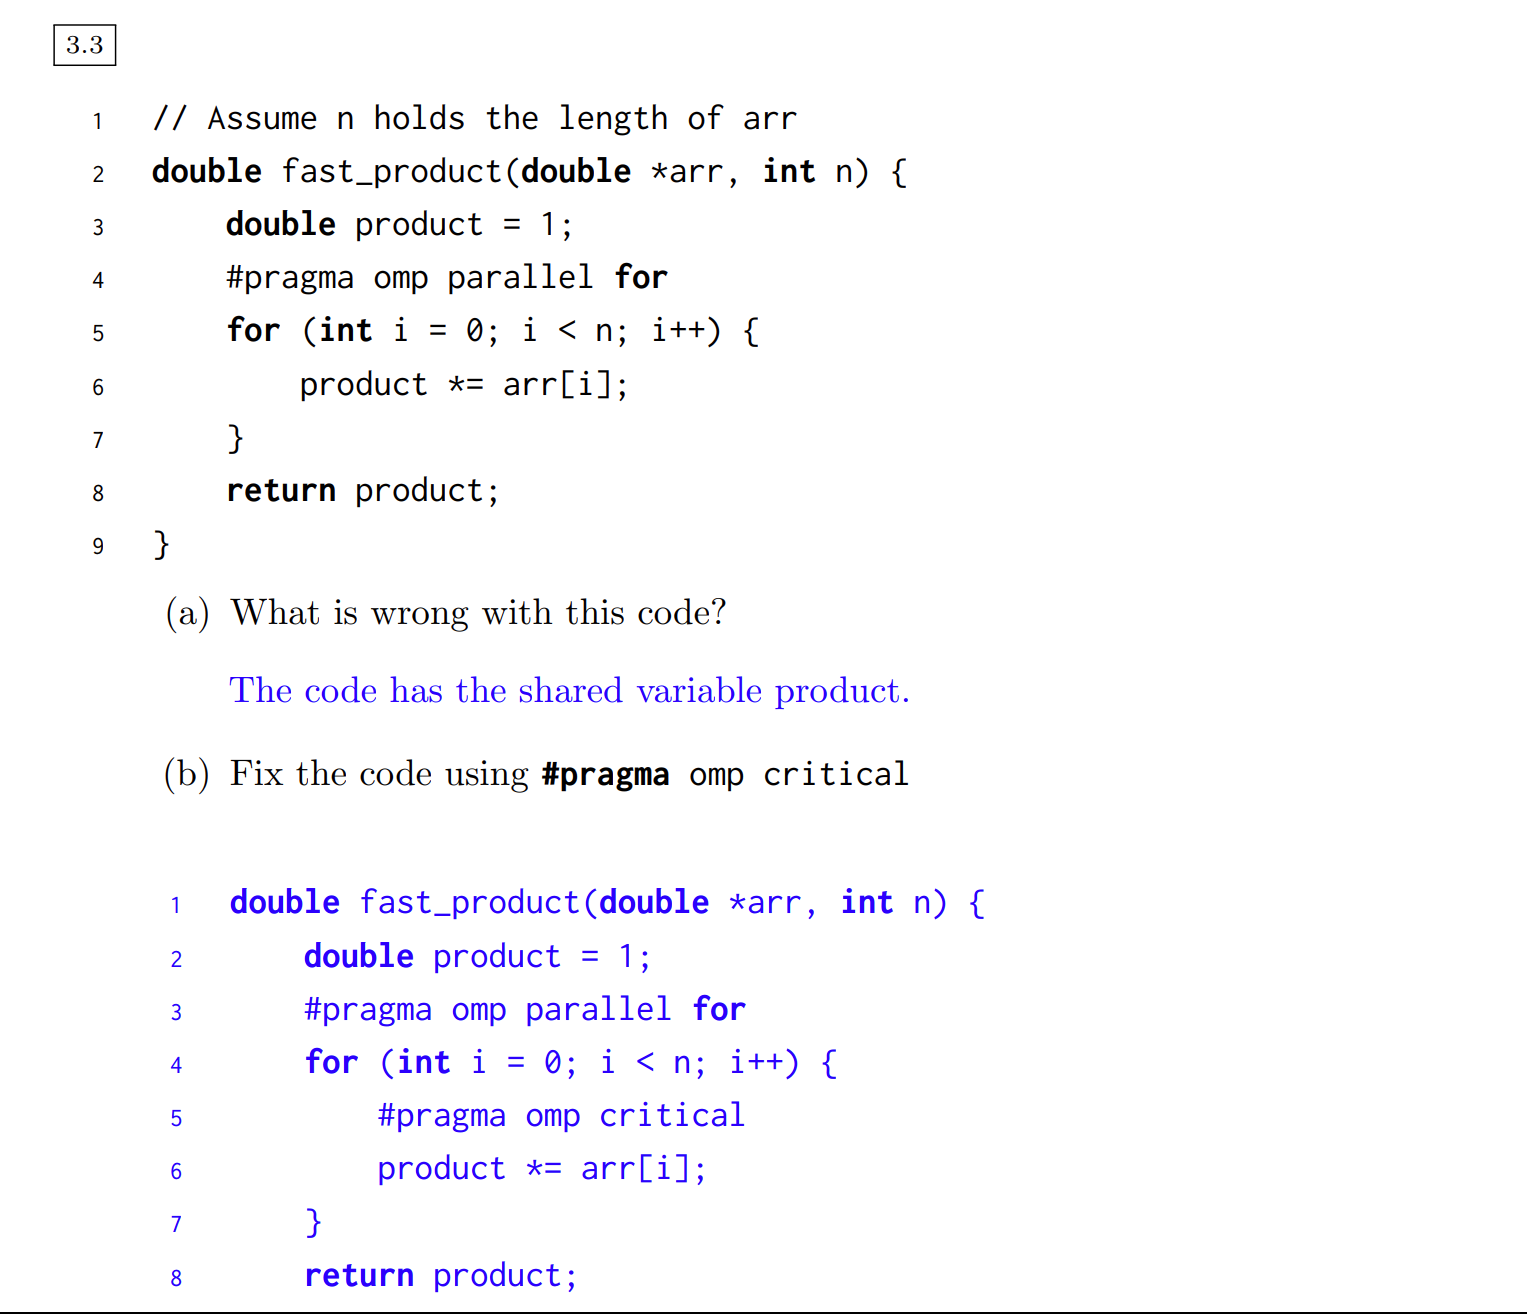 3.3
1 // Assume n holds the length of arr
2 double fast_product(double *arr, int n) {
3 double product = 1;
4 #pragma omp parallel for
5 for (int i = 0; i < n; i++) {
6 product *= arr[i];
7 }
8 return product;
9 }
(a) What is wrong with this code?
The code has the shared variable product.
(b) Fix the code using #pragma omp critical
1 double fast_product(double *arr, int n) {
2 double product = 1;
3 #pragma omp parallel for
4 for (int i = 0; i < n; i++) {
5 #pragma omp critical
6 product *= arr[i];
7 }
8 return product;